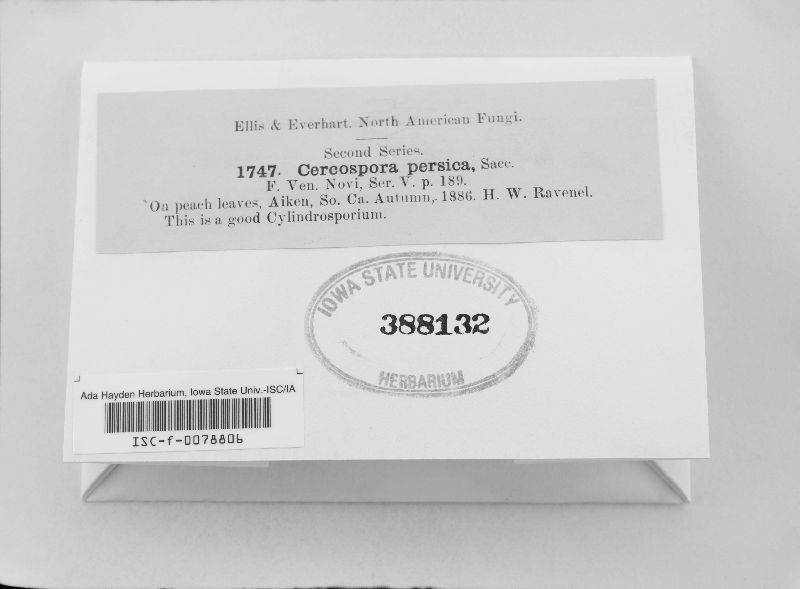 Ellis & Everhart. North American Fungi.
Second Series.
1747. Cercospora persica, Sacc.
F. Ven. Novi, Ser. V. p. 189.
On peach leaves, Aiken, So. Ca. Autumn, 1886. H. W. Ravenel.
This is a good Cylindrosporium.
IOWA STATE UNIVERSITY
388132
HERBARIUM
Ada Hayden Herbarium, Iowa State Univ.-ISC/IA
ISC-f-0078806